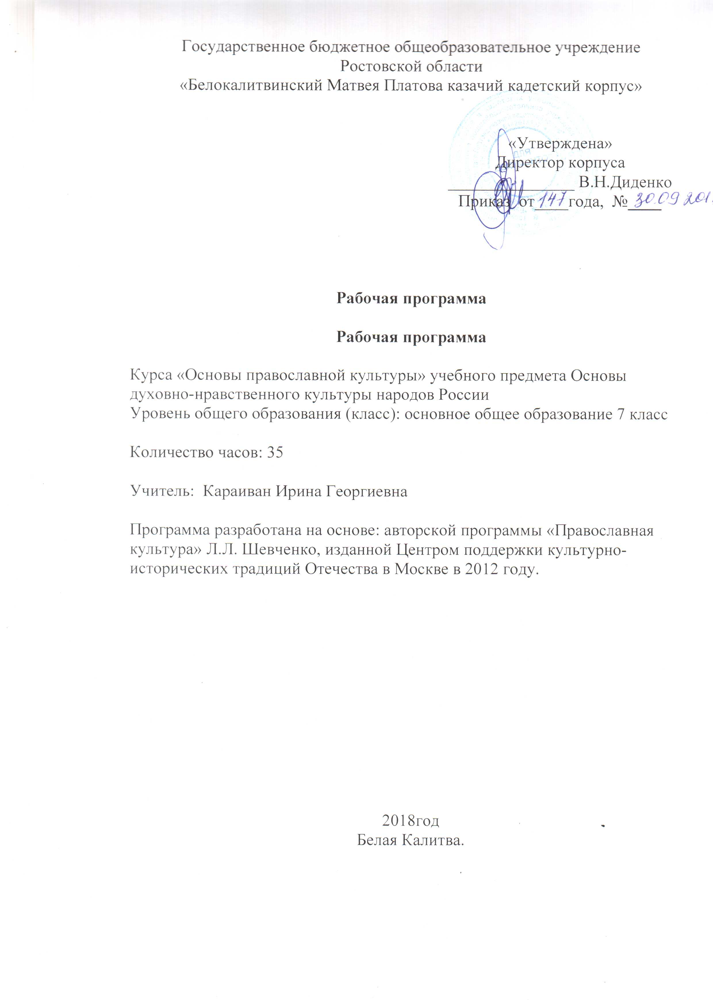 Государственное бюджетное общеобразовательное учреждение
Ростовской области
«Белокалитвинский Матвея Платова казачий кадетский корпус»
«Утверждена»
Директор корпуса
_______________ В.Н.Диденко
Приказ от 147 года, № 30.09.201
Рабочая программа
Рабочая программа
Курса «Основы православной культуры» учебного предмета Основы
духовно-нравственного культуры народов России
Уровень общего образования (класс): основное общее образование 7 класс
Количество часов: 35
Учитель: Караиван Ирина Георгиевна
Программа разработана на основе: авторской программы «Православная
культура» Л.Л. Шевченко, изданной Центром поддержки культурно-
исторических традиций Отечества в Москве в 2012 году.
2018год
Белая Калитва.